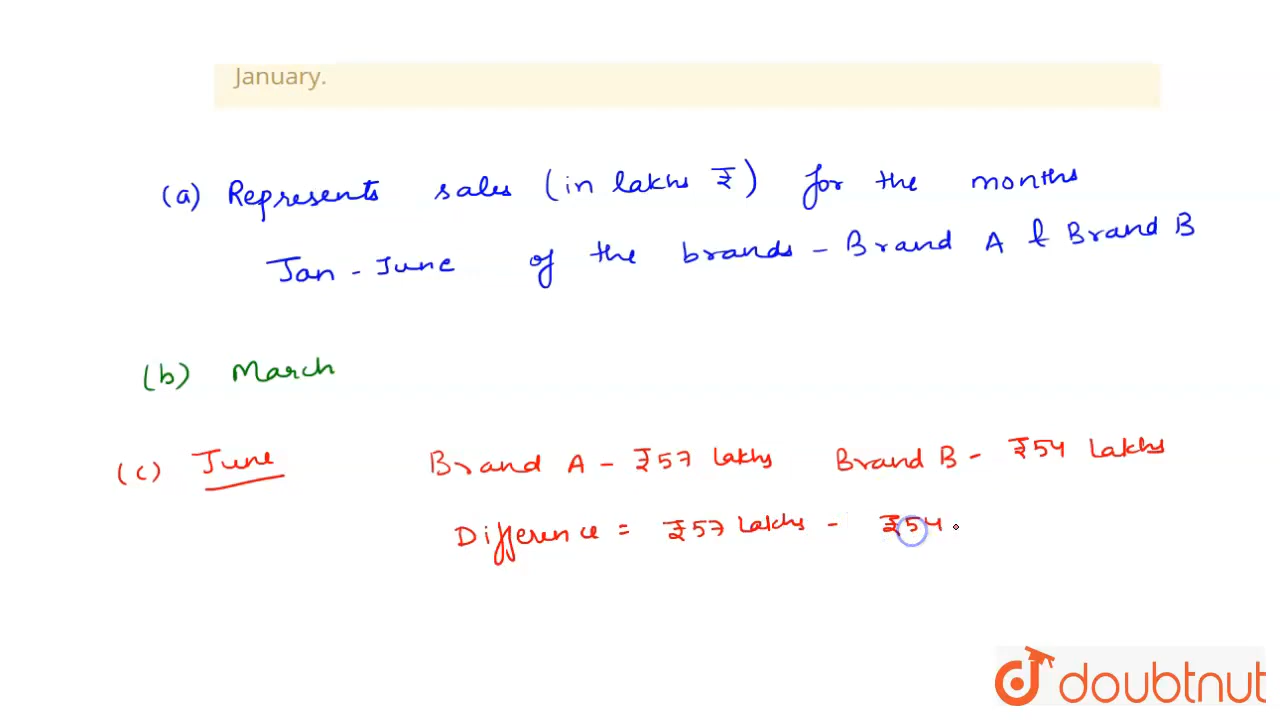 January.
(a) Represents sales (in lakhs ₹) for the months
Jan - June of the brands - Brand A & Brand B
(b) March
(c) June Brand A - ₹57 lakhs Brand B - ₹54 lakhs
Difference = ₹57 lakhs - ₹54
doubtnut